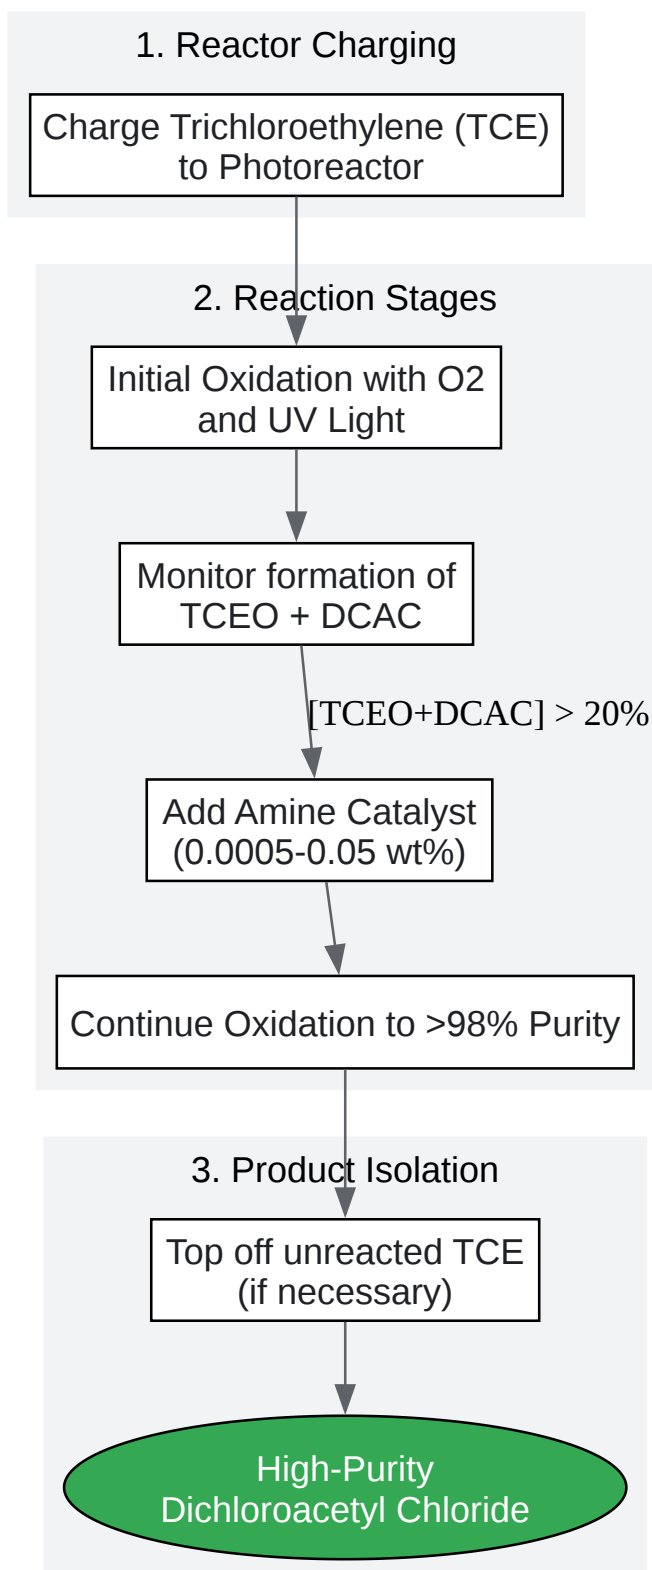 1. Reactor Charging
Charge Trichloroethylene (TCE)
to Photoreactor
2. Reaction Stages
Initial Oxidation with O2
and UV Light
Monitor formation of
TCEO + DCAC
[TCEO+DCAC] > 20%
Add Amine Catalyst
(0.0005-0.05 wt%)
Continue Oxidation to >98% Purity
3. Product Isolation
Top off unreacted TCE
(if necessary)
High-Purity
Dichloroacetyl Chloride